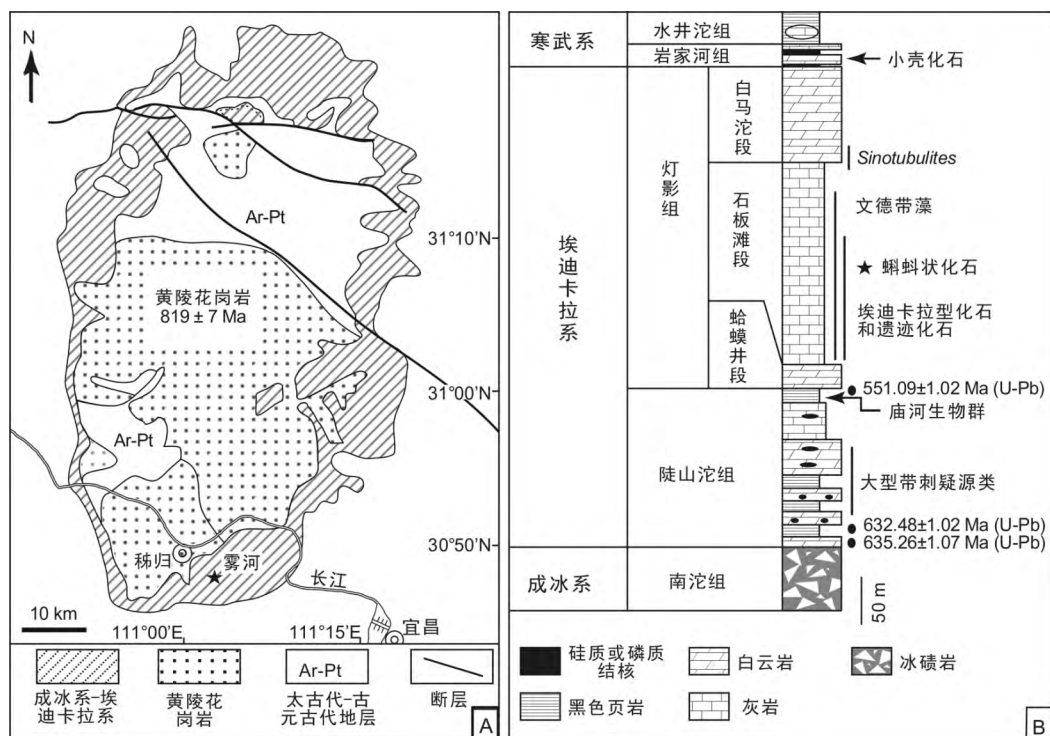 N
Ar-Pt
31°10'N
黄陵花岗岩
819 ± 7 Ma
31°00'N
Ar-Pt
30°50'N
秭归
雾河
长江
10 km
宜昌
111°00'E
111°15'E
Ar-Pt
成冰系-埃
迪卡拉系
黄陵花
岗岩
太古代-古
元古代地层
断层
A
寒武系
水井沱组
岩家河组
小壳化石
埃迪卡拉系
灯影组
白马沱段
Sinotubulites
石板滩段
文德带藻
蝌蚪状化石
埃迪卡拉型化石
和遗迹化石
蛤蟆井段
551.09±1.02 Ma (U-Pb)
庙河生物群
陡山沱组
大型带刺疑源类
632.48±1.02 Ma (U-Pb)
635.26±1.07 Ma (U-Pb)
成冰系
南沱组
50 m
硅质或磷质
结核
白云岩
冰碛岩
黑色页岩
灰岩
B